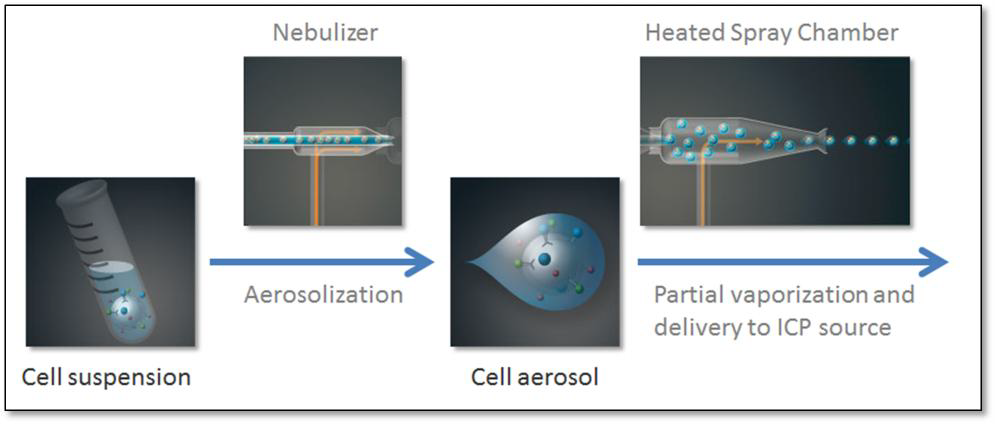 Nebulizer
Heated Spray Chamber
Aerosolization
Partial vaporization and
delivery to ICP source
Cell suspension
Cell aerosol